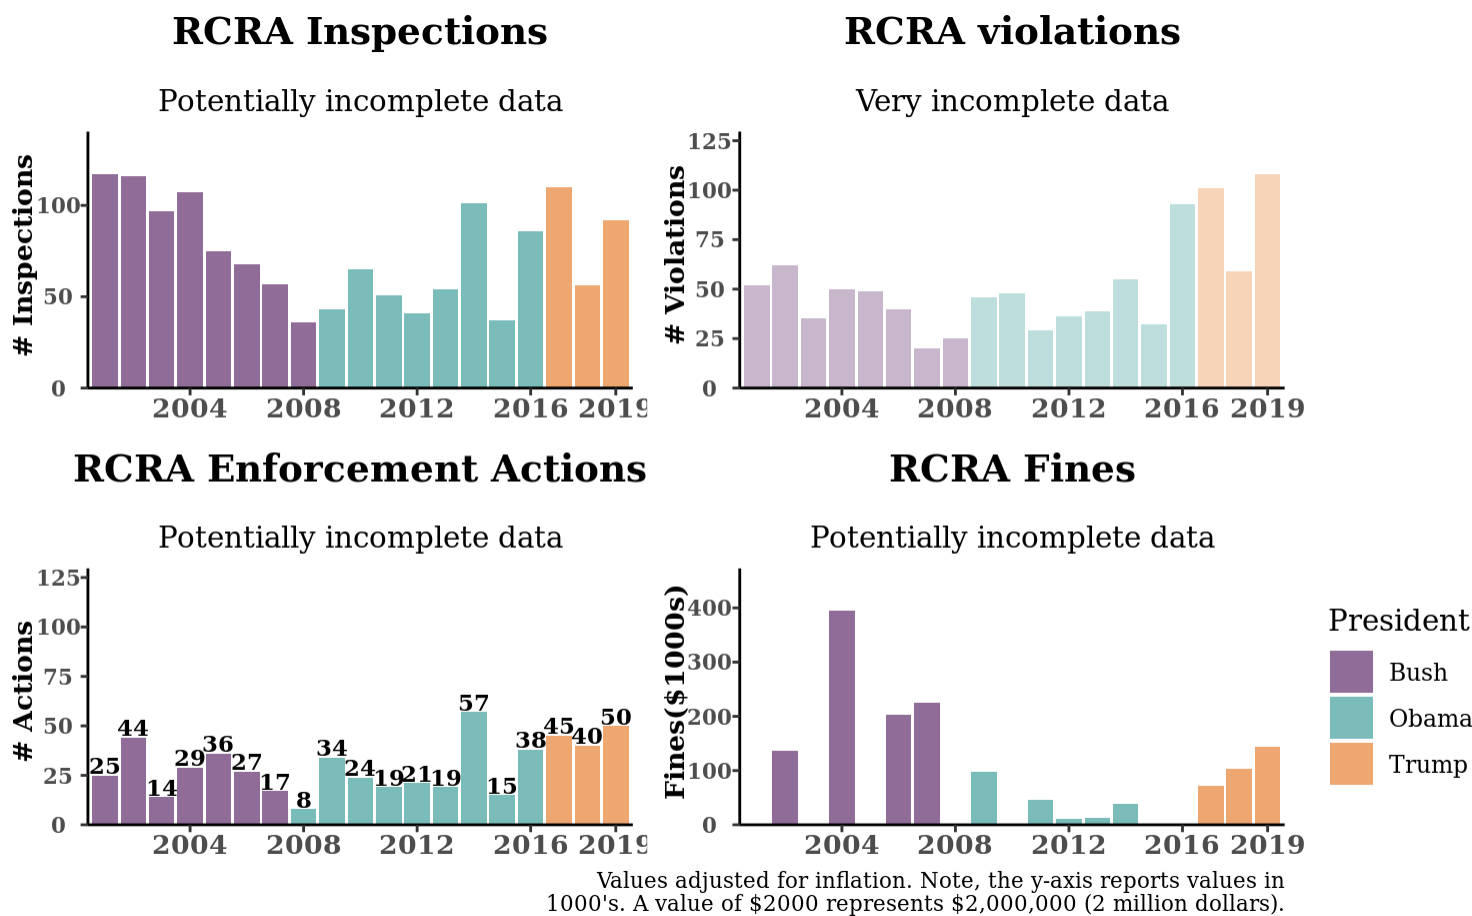 RCRA Inspections
Potentially incomplete data
# Inspections
100
50
0
2004 2008 2012 2016 2019
RCRA violations
Very incomplete data
# Violations
125
100
75
50
25
0
2004 2008 2012 2016 2019
RCRA Enforcement Actions
Potentially incomplete data
# Actions
125
100
75
50
25
0
25 44 14 29 36 27 17 8 34 24 19 21 19 57 15 38 45 40 50
2004 2008 2012 2016 2019
RCRA Fines
Potentially incomplete data
Fines($1000s)
400
300
200
100
0
2004 2008 2012 2016 2019
President
Bush
Obama
Trump
Values adjusted for inflation. Note, the y-axis reports values in
1000's. A value of $2000 represents $2,000,000 (2 million dollars).